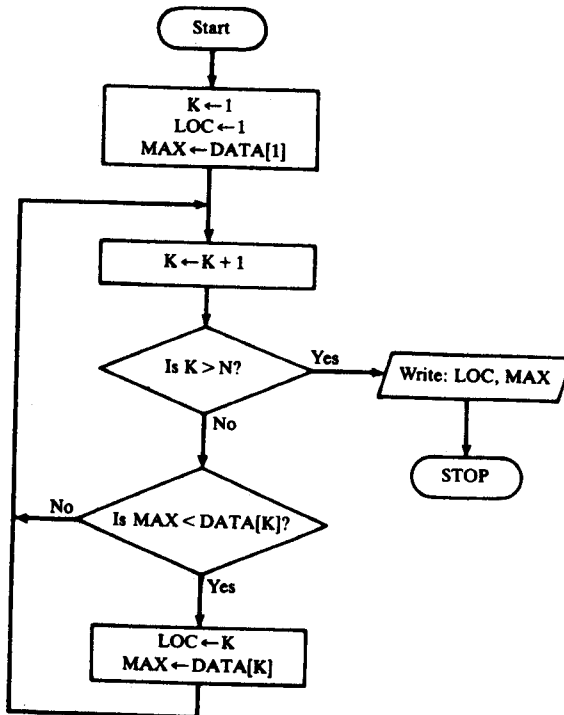 Start
K ← 1
LOC ← 1
MAX ← DATA[1]
K ← K + 1
Is K > N?
Yes
Write: LOC, MAX
No
STOP
Is MAX < DATA[K]?
No
Yes
LOC ← K
MAX ← DATA[K]